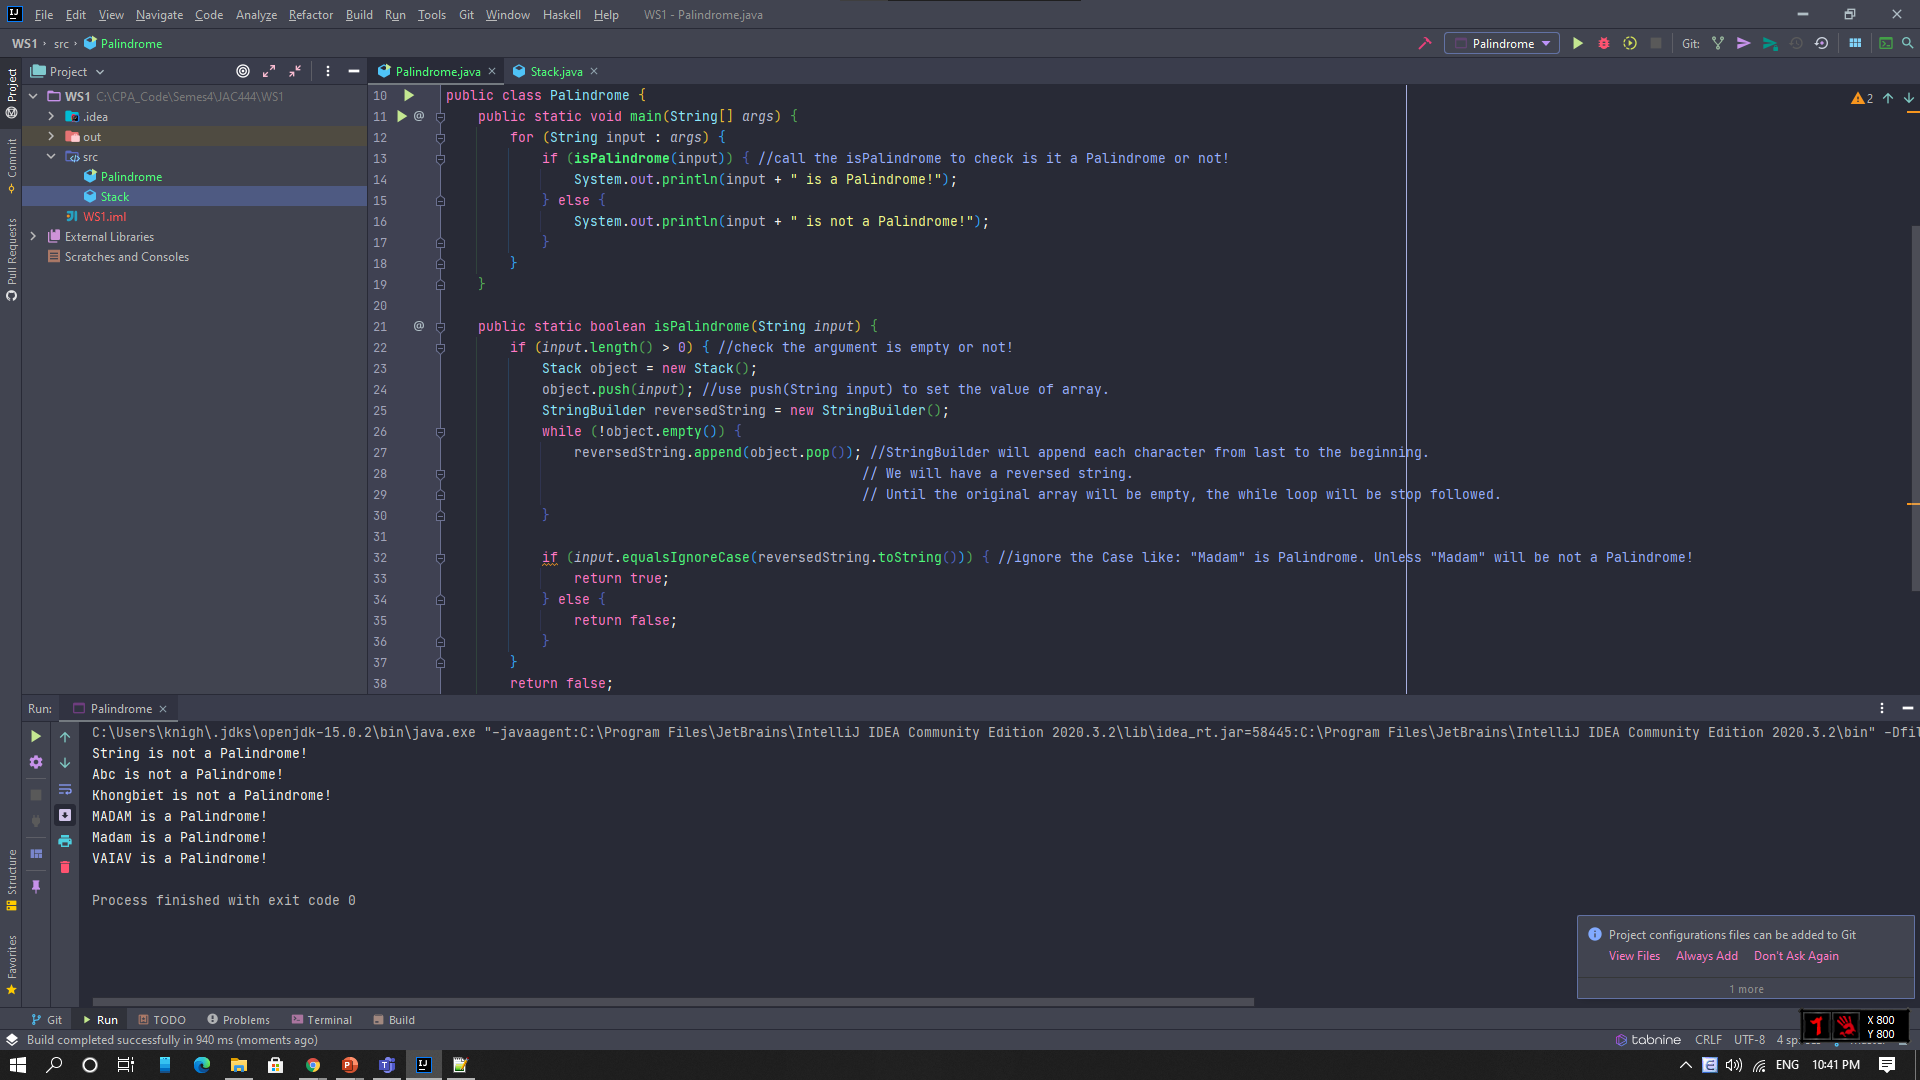 File Edit View Navigate Code Analyze Refactor Build Run Tools Git Window Haskell Help WS1 - Palindrome.java
WS1 › src › Palindrome
Palindrome
Git:
Project
Palindrome.java
Stack.java
Project
Commit
Pull Requests
WS1 C:\CPA_Code\Semes4\JAC444\WS1
.idea
out
src
Palindrome
Stack
WS1.iml
External Libraries
Scratches and Consoles
2
10 public class Palindrome {
11 @ public static void main(String[] args) {
12 for (String input : args) {
13 if (isPalindrome(input)) { //call the isPalindrome to check is it a Palindrome or not!
14 System.out.println(input + " is a Palindrome!");
15 } else {
16 System.out.println(input + " is not a Palindrome!");
17 }
18 }
19 }
20
21 @ public static boolean isPalindrome(String input) {
22 if (input.length() > 0) { //check the argument is empty or not!
23 Stack object = new Stack();
24 object.push(input); //use push(String input) to set the value of array.
25 StringBuilder reversedString = new StringBuilder();
26 while (!object.empty()) {
27 reversedString.append(object.pop()); //StringBuilder will append each character from last to the beginning.
28 // We will have a reversed string.
29 // Until the original array will be empty, the while loop will be stop followed.
30 }
31
32 if (input.equalsIgnoreCase(reversedString.toString())) { //ignore the Case like: "Madam" is Palindrome. Unless "Madam" will be not a Palindrome!
33 return true;
34 } else {
35 return false;
36 }
37 }
38 return false;
Run: Palindrome
C:\Users\knigh\.jdks\openjdk-15.0.2\bin\java.exe "-javaagent:C:\Program Files\JetBrains\IntelliJ IDEA Community Edition 2020.3.2\lib\idea_rt.jar=58445:C:\Program Files\JetBrains\IntelliJ IDEA Community Edition 2020.3.2\bin" -Dfil
String is not a Palindrome!
Abc is not a Palindrome!
Khongbiet is not a Palindrome!
MADAM is a Palindrome!
Madam is a Palindrome!
VAIAV is a Palindrome!
Process finished with exit code 0
Structure
Favorites
Project configurations files can be added to Git
View Files Always Add Don't Ask Again
1 more
Git Run TODO Problems Terminal Build
X 800
Y 800
Build completed successfully in 940 ms (moments ago)
tabnine CRLF UTF-8 4
ENG 10:41 PM